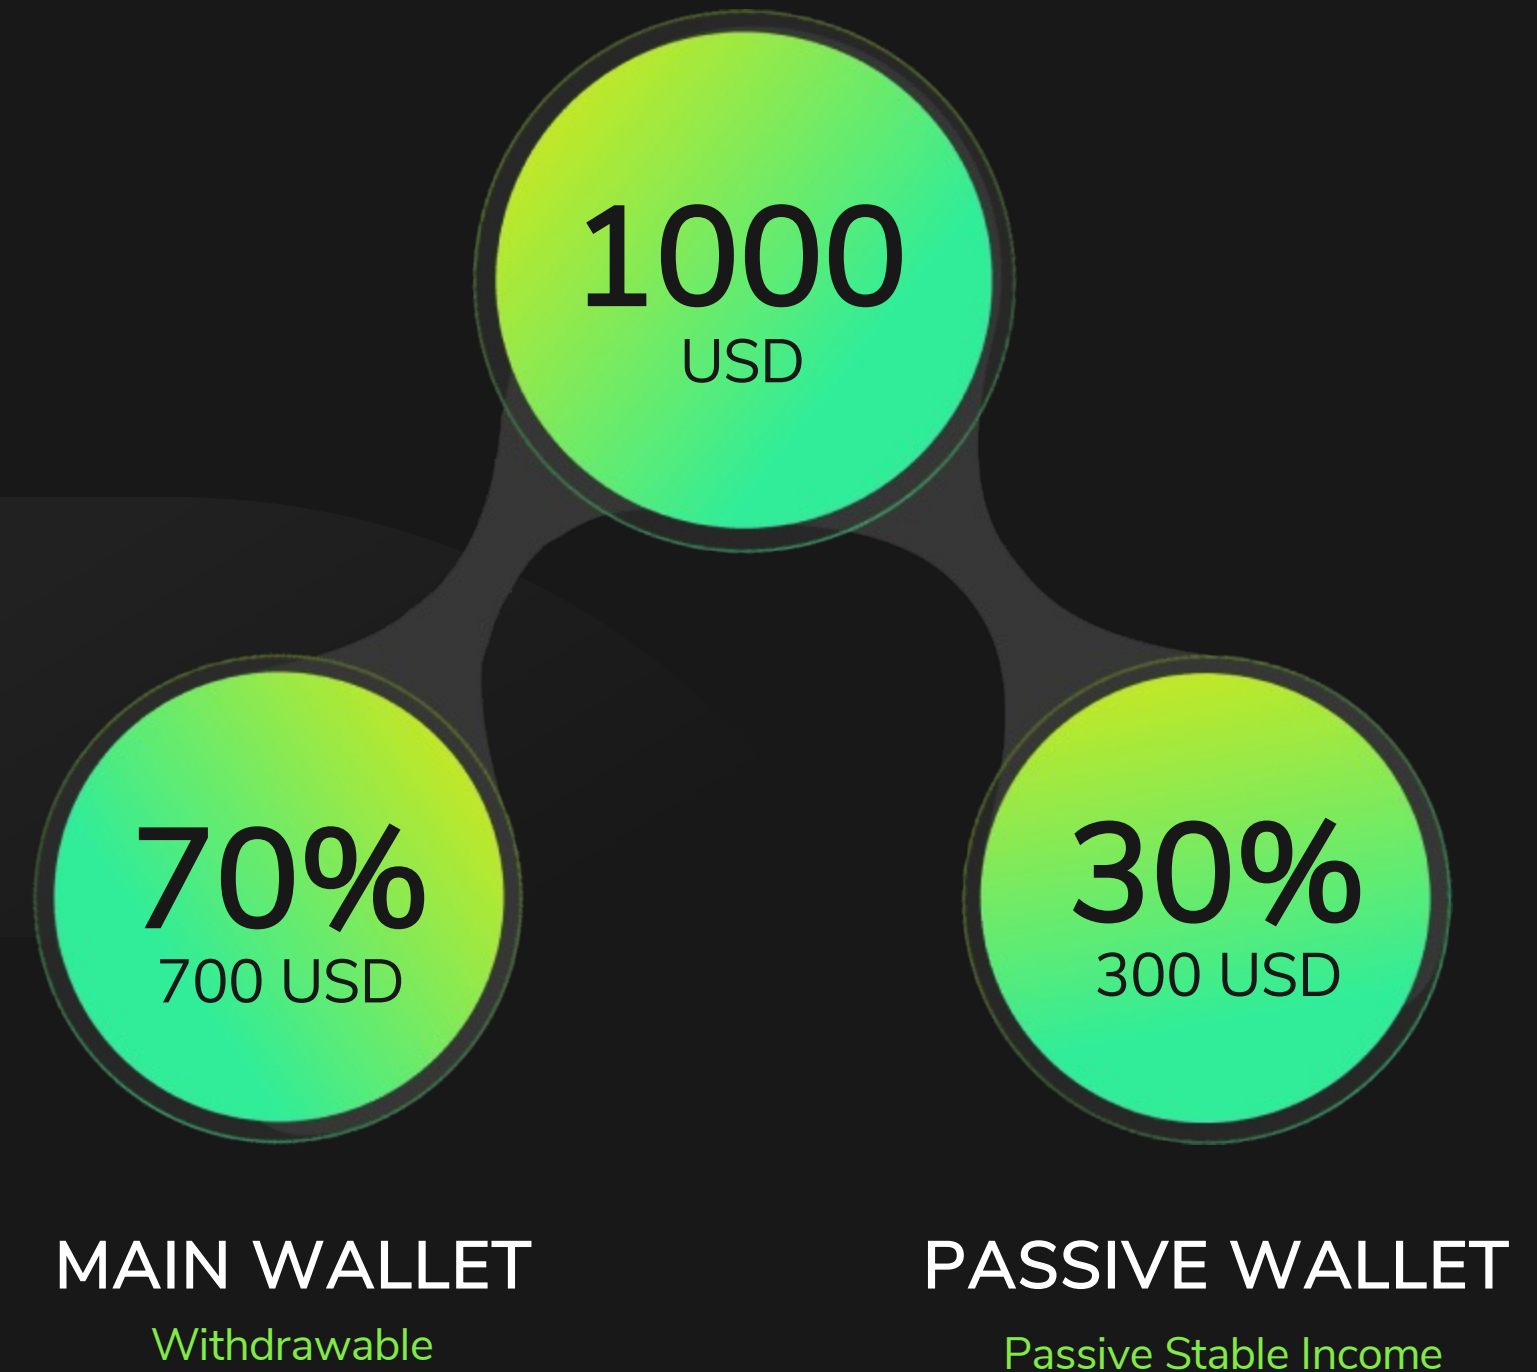 1000
USD
70%
700 USD
30%
300 USD
MAIN WALLET
Withdrawable
PASSIVE WALLET
Passive Stable Income